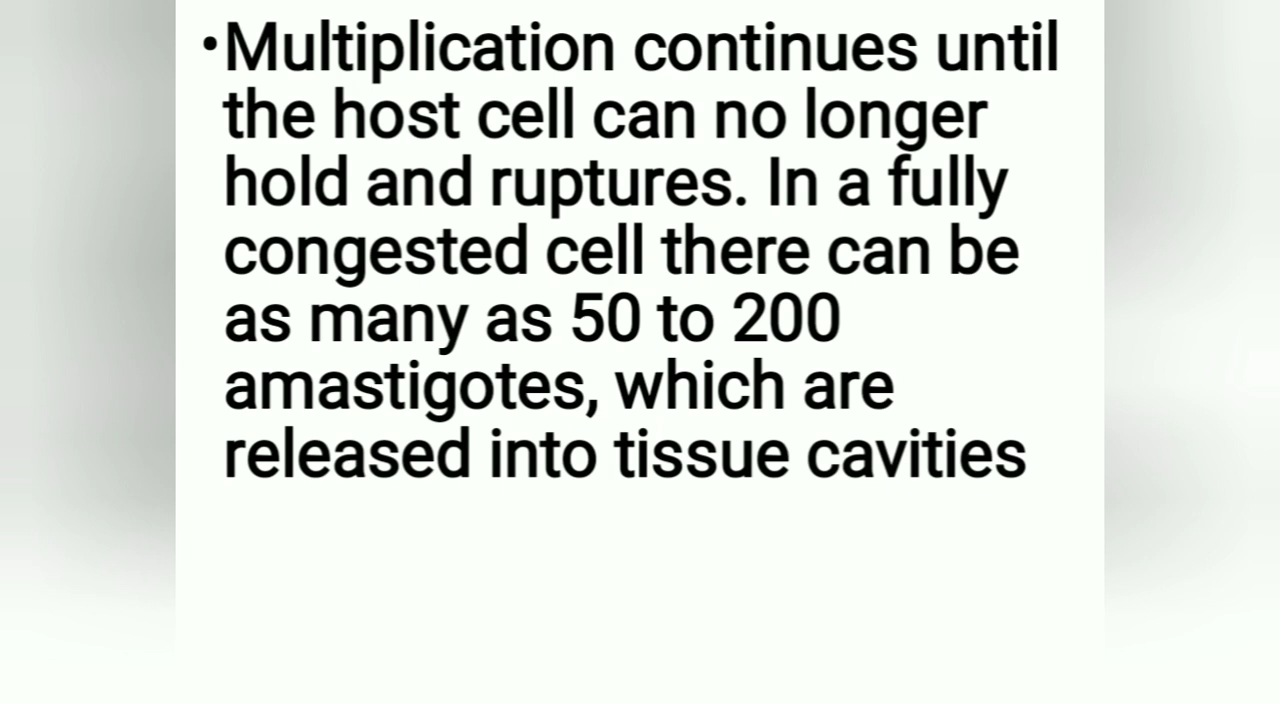 •Multiplication continues until
the host cell can no longer
hold and ruptures. In a fully
congested cell there can be
as many as 50 to 200
amastigotes, which are
released into tissue cavities